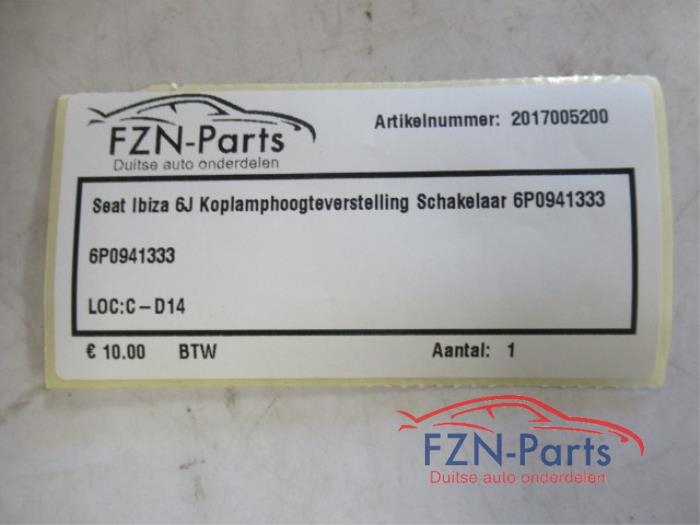 FZN-Parts
Duitse auto onderdelen
Artikelnummer: 2017005200
Seat Ibiza 6J Koplamphoogteverstelling Schakelaar 6P0941333
6P0941333
LOC:C-D14
€ 10.00 BTW Aantal: 1
FZN-Parts
Duitse auto onderdelen